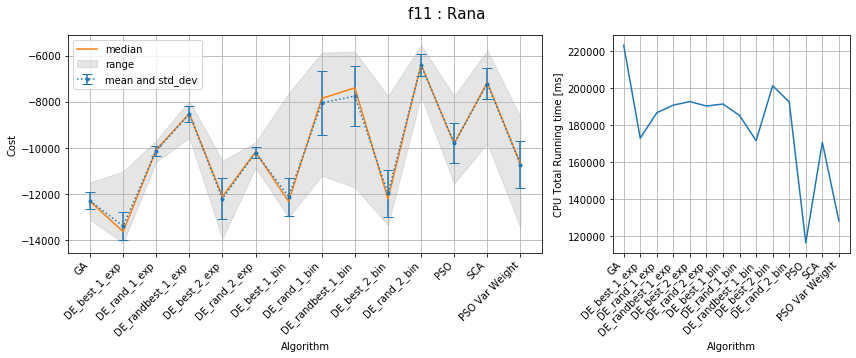 f11 : Rana
median
range
mean and std_dev
Cost
−6000
−8000
−10000
−12000
−14000
GA
DE_best_1_exp
DE_rand_1_exp
DE_randbest_1_exp
DE_best_2_exp
DE_rand_2_exp
DE_best_1_bin
DE_rand_1_bin
DE_randbest_1_bin
DE_best_2_bin
DE_rand_2_bin
PSO
SCA
PSO Var Weight
Algorithm
CPU Total Running time [ms]
220000
200000
180000
160000
140000
120000
GA
DE_best_1_exp
DE_rand_1_exp
DE_randbest_1_exp
DE_best_2_exp
DE_rand_2_exp
DE_best_1_bin
DE_rand_1_bin
DE_randbest_1_bin
DE_best_2_bin
DE_rand_2_bin
PSO
SCA
PSO Var Weight
Algorithm